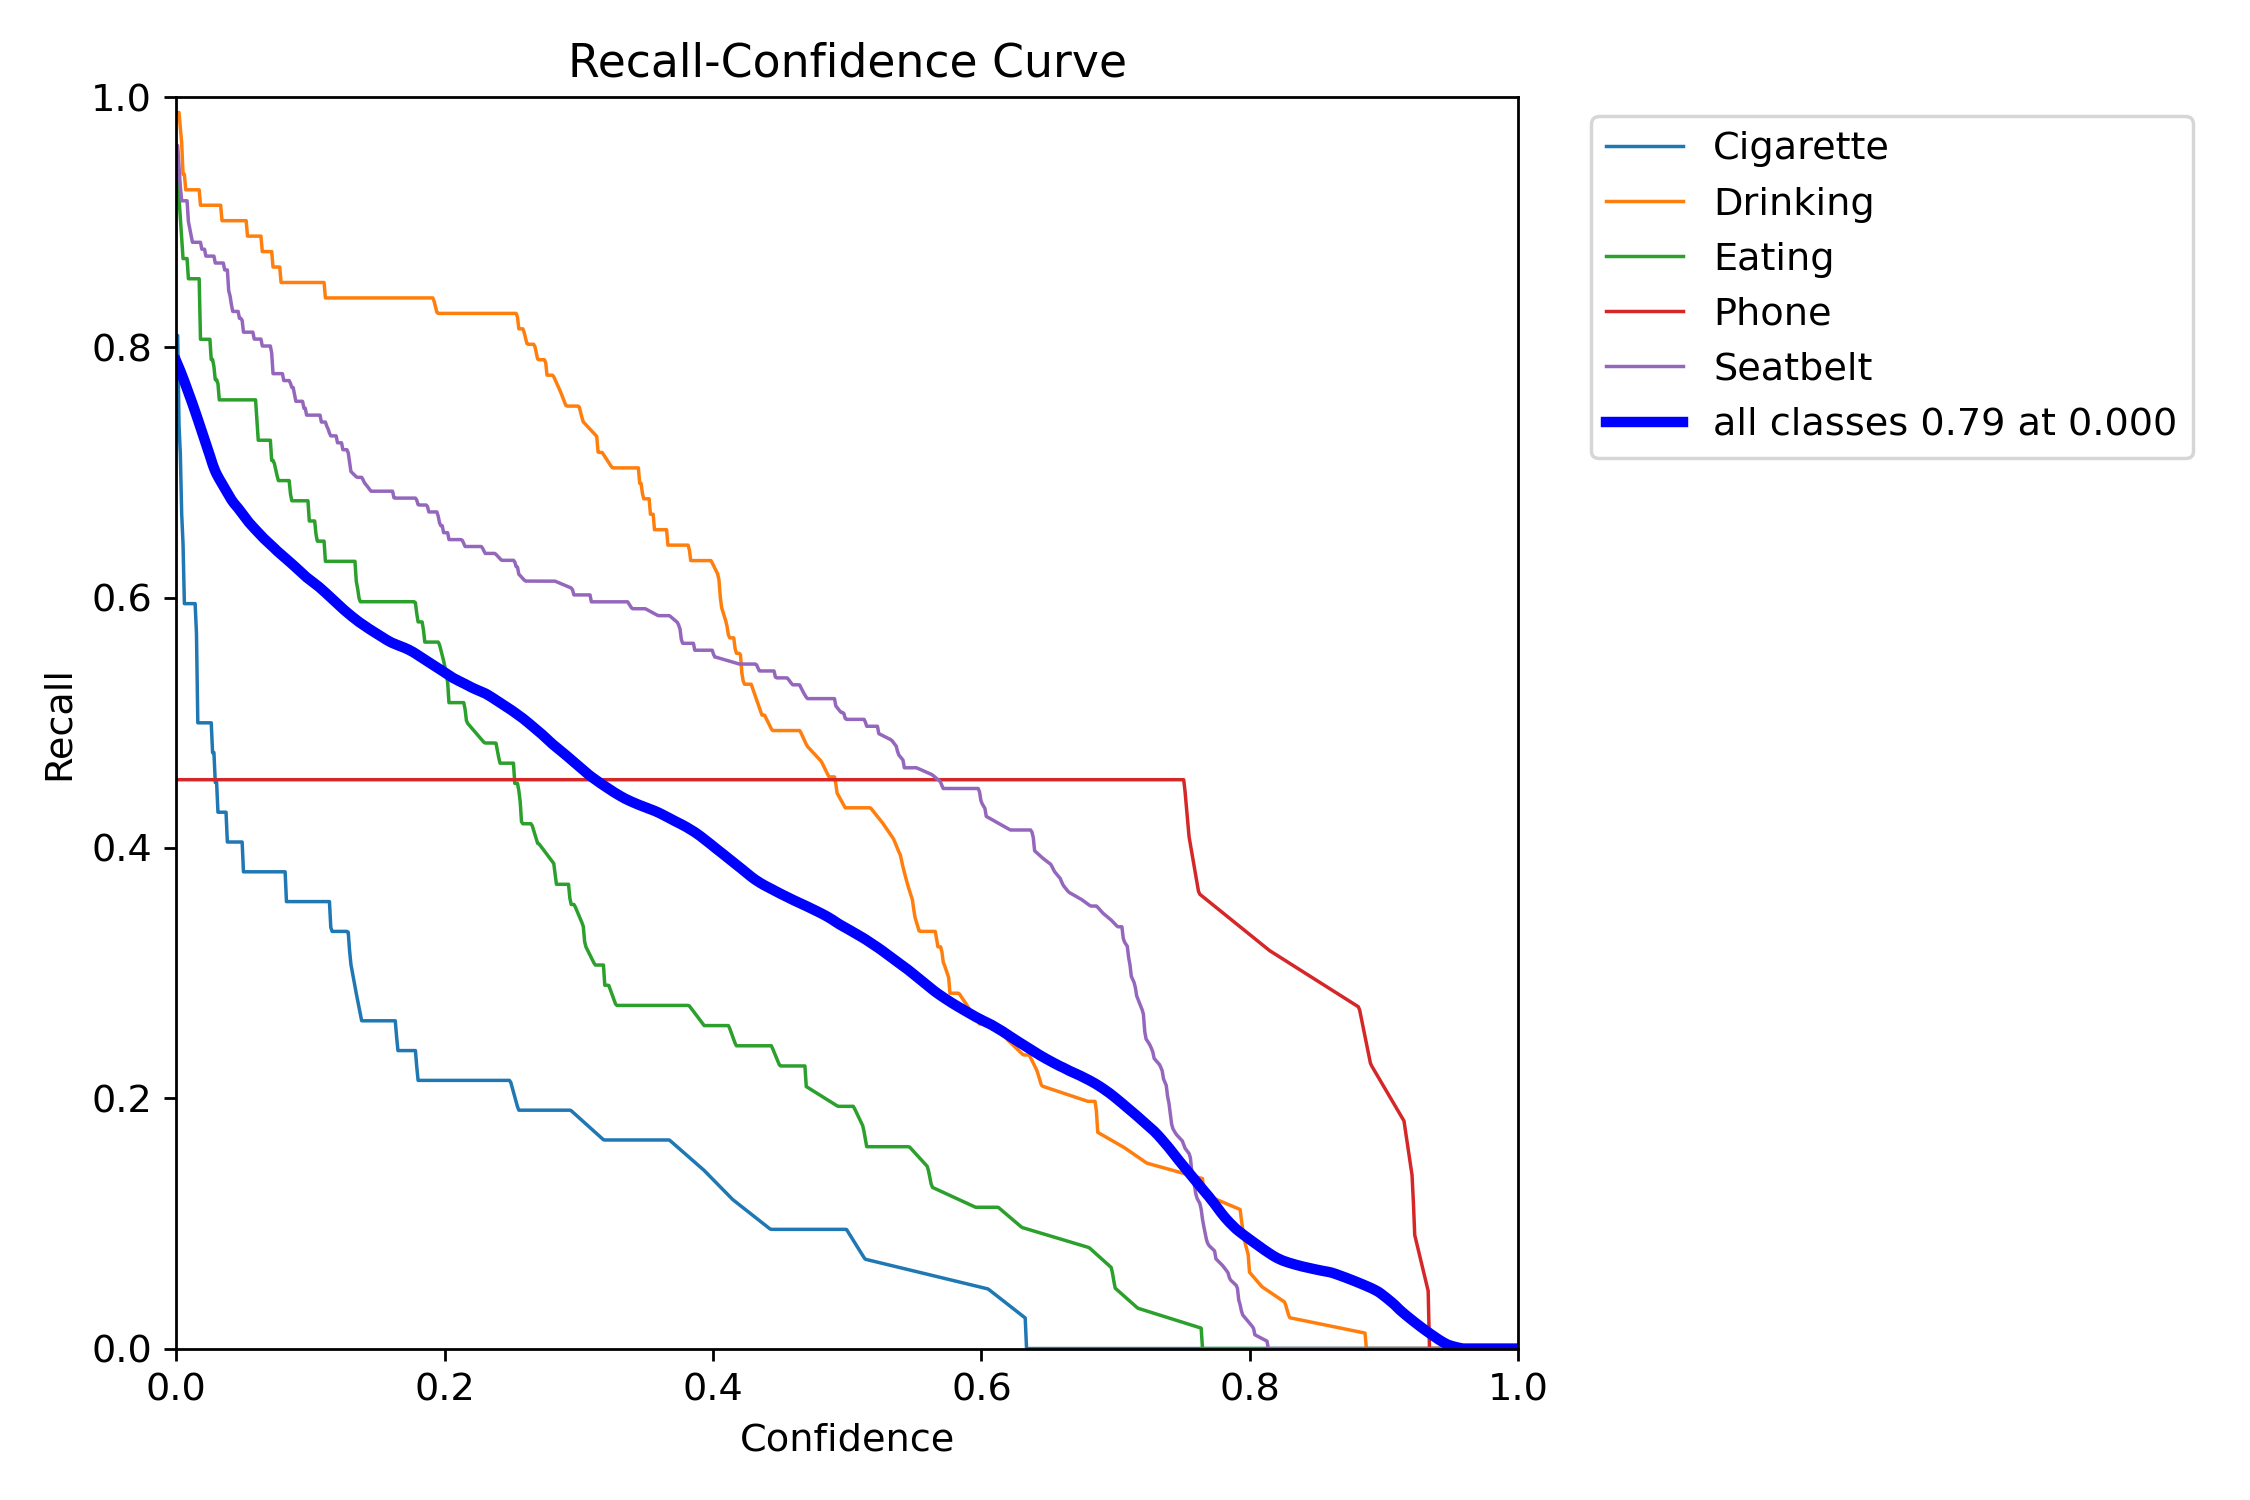 Recall-Confidence Curve
1.0
0.8
0.6
0.4
0.2
0.0
Recall
0.0 0.2 0.4 0.6 0.8 1.0
Confidence
Cigarette
Drinking
Eating
Phone
Seatbelt
all classes 0.79 at 0.000